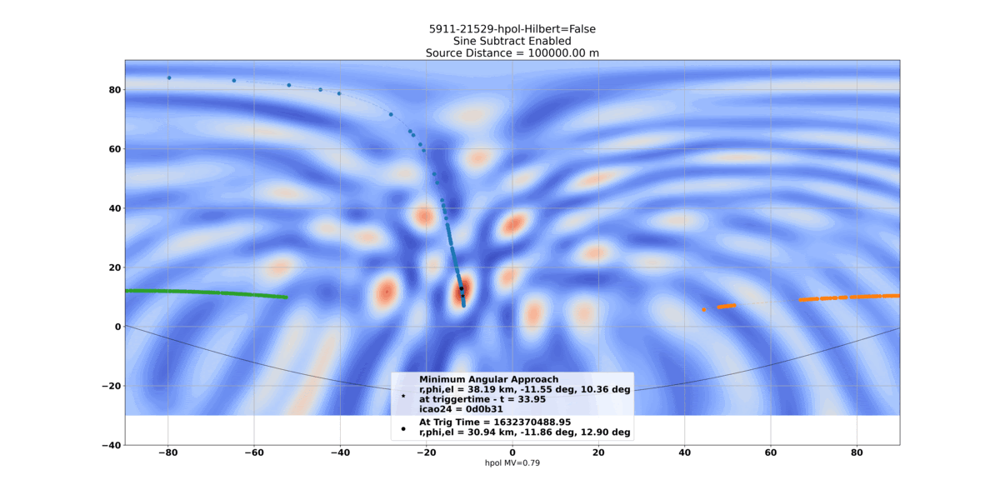 5911-21529-hpol-Hilbert=False
Sine Subtract Enabled
Source Distance = 100000.00 m
80
60
40
20
0
−20
−40
Minimum Angular Approach
r,phi,el = 38.19 km, -11.55 deg, 10.36 deg
at triggertime - t = 33.95
icao24 = 0d0b31
At Trig Time = 1632370488.95
r,phi,el = 30.94 km, -11.86 deg, 12.90 deg
−80 −60 −40 −20 0 20 40 60 80
hpol MV=0.79